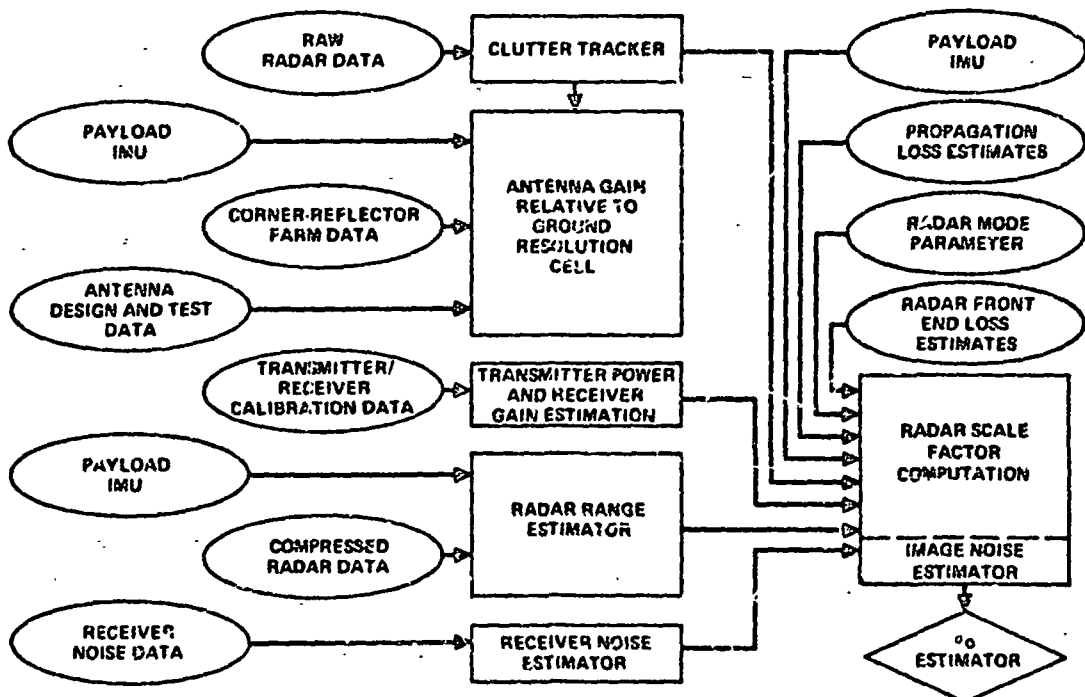 RAW
RADAR DATA
CLUTTER TRACKER
PAYLOAD
IMU
PAYLOAD
IMU
PROPAGATION
LOSS ESTIMATES
ANTENNA GAIN
RELATIVE TO
GROUND
RESOLUTION
CELL
CORNER-REFLECTOR
FARM DATA
RADAR MODE
PARAMEYER
ANTENNA
DESIGN AND TEST
DATA
RADAR FRONT
END LOSS
ESTIMATES
TRANSMITTER/
RECEIVER
CALIBRATION DATA
TRANSMITTER POWER
AND RECEIVER
GAIN ESTIMATION
RADAR SCALE
FACTOR
COMPUTATION
PAYLOAD
IMU
RADAR RANGE
ESTIMATOR
COMPRESSED
RADAR DATA
IMAGE NOISE
ESTIMATOR
RECEIVER
NOISE DATA
RECEIVER NOISE
ESTIMATOR
ESTIMATOR